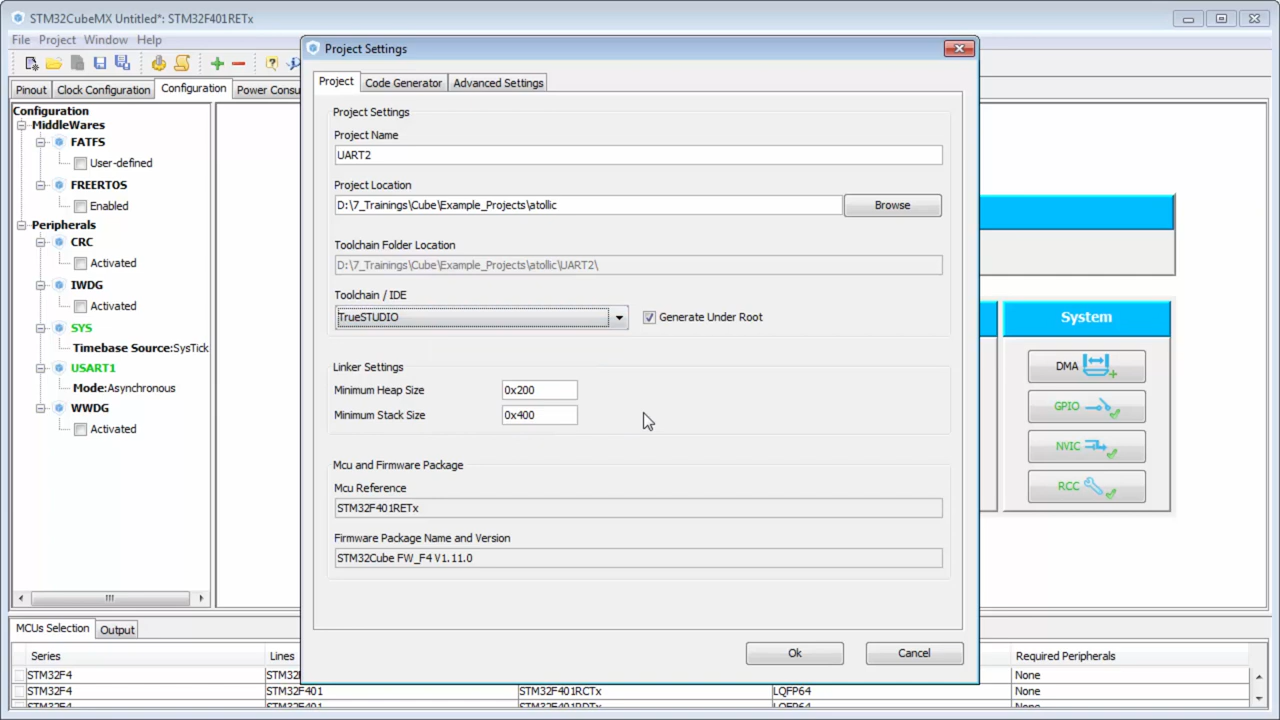 STM32CubeMX Untitled*: STM32F401RETx
File Project Window Help
Pinout Clock Configuration Configuration Power Consu
Configuration
MiddleWares
FATFS
User-defined
FREERTOS
Enabled
Peripherals
CRC
Activated
IWDG
Activated
SYS
Timebase Source:SysTick
USART1
Mode:Asynchronous
WWDG
Activated
Project Settings
Project Code Generator Advanced Settings
Project Settings
Project Name
UART2
Project Location
D:\7_Trainings\Cube\Example_Projects\atollic
Browse
Toolchain Folder Location
D:\7_Trainings\Cube\Example_Projects\atollic\UART2\
Toolchain / IDE
TrueSTUDIO Generate Under Root
Linker Settings
Minimum Heap Size 0x200
Minimum Stack Size 0x400
Mcu and Firmware Package
Mcu Reference
STM32F401RETx
Firmware Package Name and Version
STM32Cube FW_F4 V1.11.0
Ok Cancel
System
DMA
GPIO
NVIC
RCC
MCUs Selection Output
Series Lines Required Peripherals
STM32F4 None
STM32F4 STM32F401 STM32F401RCTx LQFP64 None
STM32F4 STM32F401 STM32F401RDTx LQFP64 None